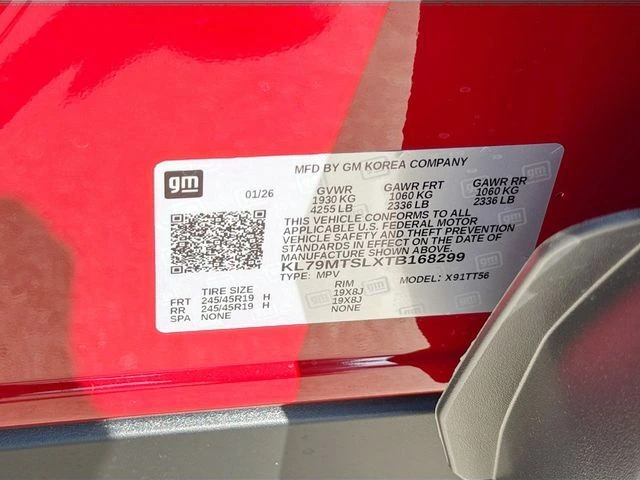 MFD BY GM KOREA COMPANY
gm
01/26
GVWR GAWR FRT GAWR RR
1930 KG 1060 KG 1060 KG
4255 LB 2336 LB 2336 LB
THIS VEHICLE CONFORMS TO ALL
APPLICABLE U.S. FEDERAL MOTOR
VEHICLE SAFETY AND THEFT PREVENTION
STANDARDS IN EFFECT ON THE DATE OF
MANUFACTURE SHOWN ABOVE.
KL79MTSLXTB168299
TYPE: MPV MODEL: X91TT56
TIRE SIZE RIM
FRT 245/45R19 H 19X8J
RR 245/45R19 H 19X8J
SPA NONE NONE